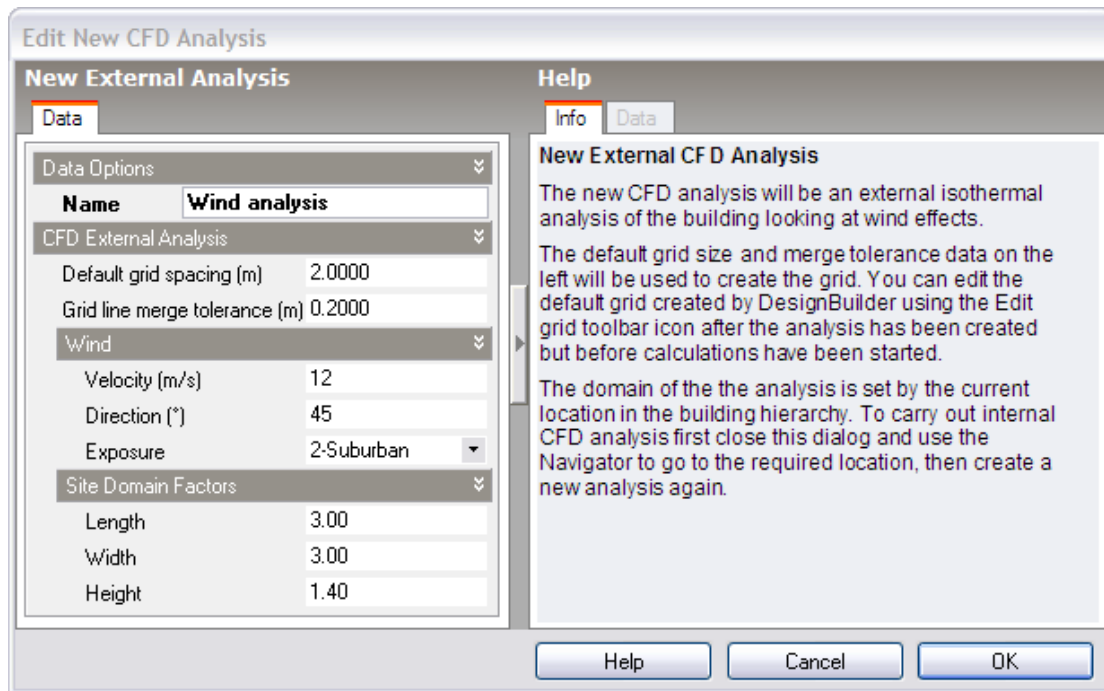 Edit New CFD Analysis
New External Analysis
Data
Data Options
Name Wind analysis
CFD External Analysis
Default grid spacing (m) 2.0000
Grid line merge tolerance (m) 0.2000
Wind
Velocity (m/s) 12
Direction (°) 45
Exposure 2-Suburban
Site Domain Factors
Length 3.00
Width 3.00
Height 1.40
Help
Info Data
New External CFD Analysis
The new CFD analysis will be an external isothermal
analysis of the building looking at wind effects.
The default grid size and merge tolerance data on the
left will be used to create the grid. You can edit the
default grid created by DesignBuilder using the Edit
grid toolbar icon after the analysis has been created
but before calculations have been started.
The domain of the the analysis is set by the current
location in the building hierarchy. To carry out internal
CFD analysis first close this dialog and use the
Navigator to go to the required location, then create a
new analysis again.
Help Cancel OK